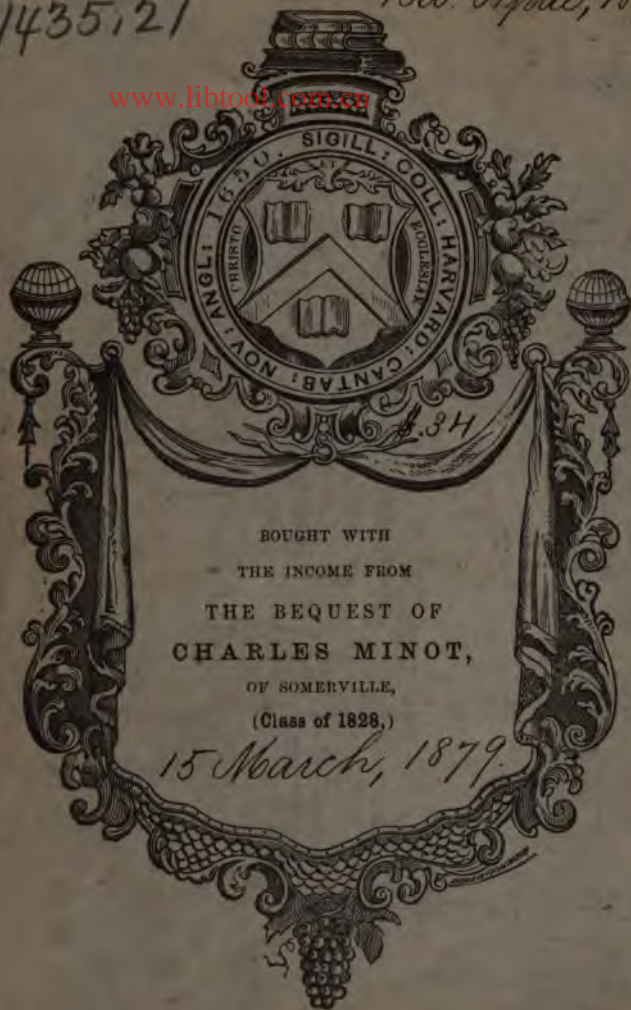 1435,21
www.libtool.com.cn
SIGILL: COLL: HARVARD: CANTAB: NOV: ANGL: 1650.
ET
CHRISTO
ECCLESIAE
$.34
BOUGHT WITH
THE INCOME FROM
THE BEQUEST OF
CHARLES MINOT,
OF SOMERVILLE,
(Class of 1828,)
15 March, 1879.